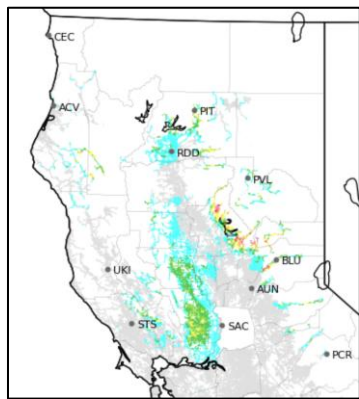 CEC
ACV
PIT
RDD
PVL
UKI
BLU
AUN
STS
SAC
PCR